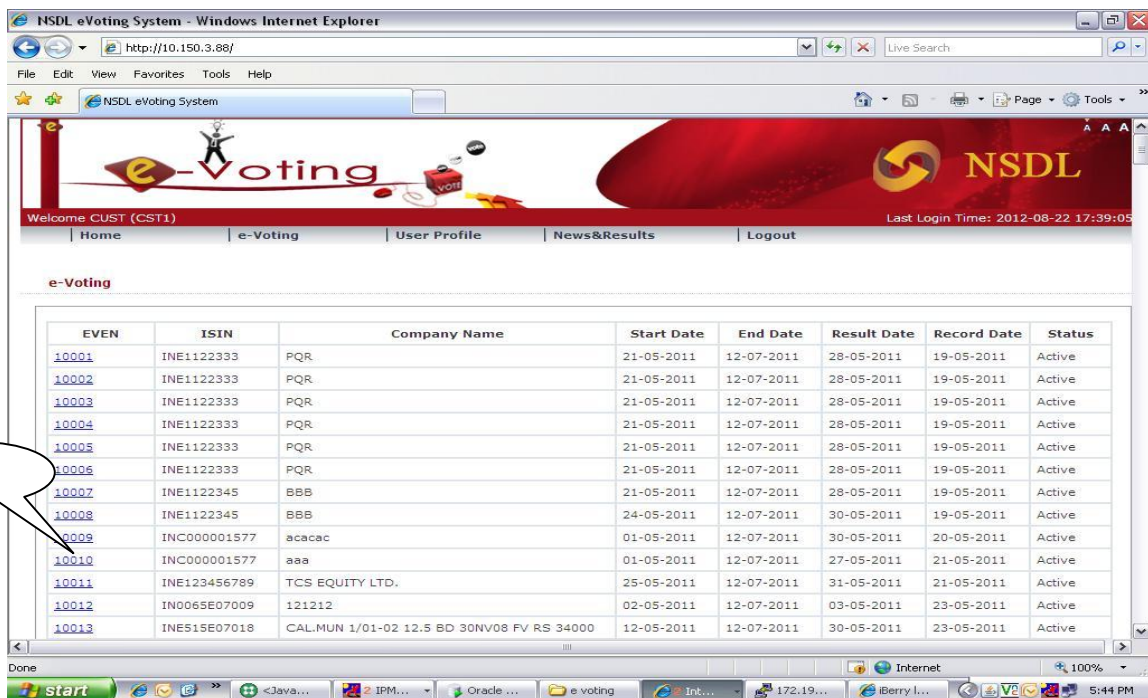 NSDL eVoting System - Windows Internet Explorer
http://10.150.3.88/
Live Search
File Edit View Favorites Tools Help
NSDL eVoting System
Page Tools
A A A
e-Voting
VOTE
NSDL
Welcome CUST (CST1) Last Login Time: 2012-08-22 17:39:05
Home e-Voting User Profile News&Results Logout
e-Voting
EVEN ISIN Company Name Start Date End Date Result Date Record Date Status
10001 INE1122333 PQR 21-05-2011 12-07-2011 28-05-2011 19-05-2011 Active
10002 INE1122333 PQR 21-05-2011 12-07-2011 28-05-2011 19-05-2011 Active
10003 INE1122333 PQR 21-05-2011 12-07-2011 28-05-2011 19-05-2011 Active
10004 INE1122333 PQR 21-05-2011 12-07-2011 28-05-2011 19-05-2011 Active
10005 INE1122333 PQR 21-05-2011 12-07-2011 28-05-2011 19-05-2011 Active
10006 INE1122333 PQR 21-05-2011 12-07-2011 28-05-2011 19-05-2011 Active
10007 INE1122345 BBB 21-05-2011 12-07-2011 28-05-2011 19-05-2011 Active
10008 INE1122345 BBB 24-05-2011 12-07-2011 30-05-2011 19-05-2011 Active
10009 INC000001577 acacac 01-05-2011 12-07-2011 30-05-2011 20-05-2011 Active
10010 INC000001577 aaa 01-05-2011 12-07-2011 27-05-2011 21-05-2011 Active
10011 INE123456789 TCS EQUITY LTD. 25-05-2011 12-07-2011 31-05-2011 21-05-2011 Active
10012 IN0065E07009 121212 02-05-2011 12-07-2011 03-05-2011 23-05-2011 Active
10013 INE515E07018 CAL.MUN 1/01-02 12.5 BD 30NV08 FV RS 34000 12-05-2011 12-07-2011 30-05-2011 23-05-2011 Active
Done Internet 100%
start <Java... 2 IPM... Oracle ... e voting 2 Int... 172.19... iBerry I... 5:44 PM